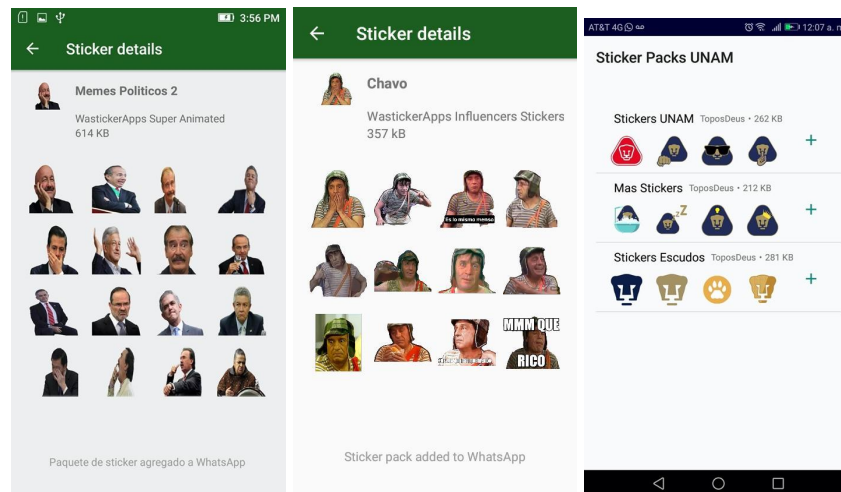 3:56 PM
Sticker details
Memes Politicos 2
WastickerApps Super Animated
614 KB
Paquete de sticker agregado a WhatsApp
Sticker details
Chavo
WastickerApps Influencers Stickers
357 kB
Es lo mismo menso
MMM QUE
RICO
Sticker pack added to WhatsApp
AT&T 4G 12:07 a. n
Sticker Packs UNAM
Stickers UNAM ToposDeus • 262 KB
Mas Stickers ToposDeus • 212 KB
Stickers Escudos ToposDeus • 281 KB